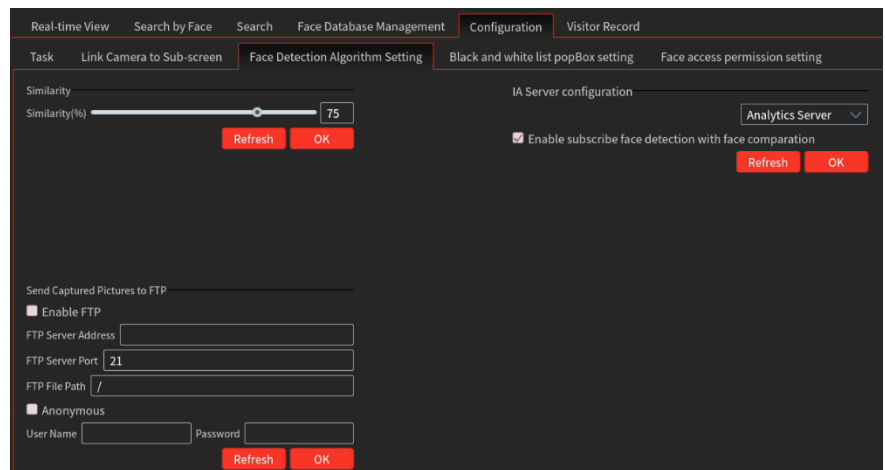 Real-time View Search by Face Search Face Database Management Configuration Visitor Record
Task Link Camera to Sub-screen Face Detection Algorithm Setting Black and white list popBox setting Face access permission setting
Similarity
Similarity(%) 75
Refresh OK
IA Server configuration
Analytics Server
Enable subscribe face detection with face comparation
Refresh OK
Send Captured Pictures to FTP
Enable FTP
FTP Server Address
FTP Server Port 21
FTP File Path /
Anonymous
User Name Password
Refresh OK